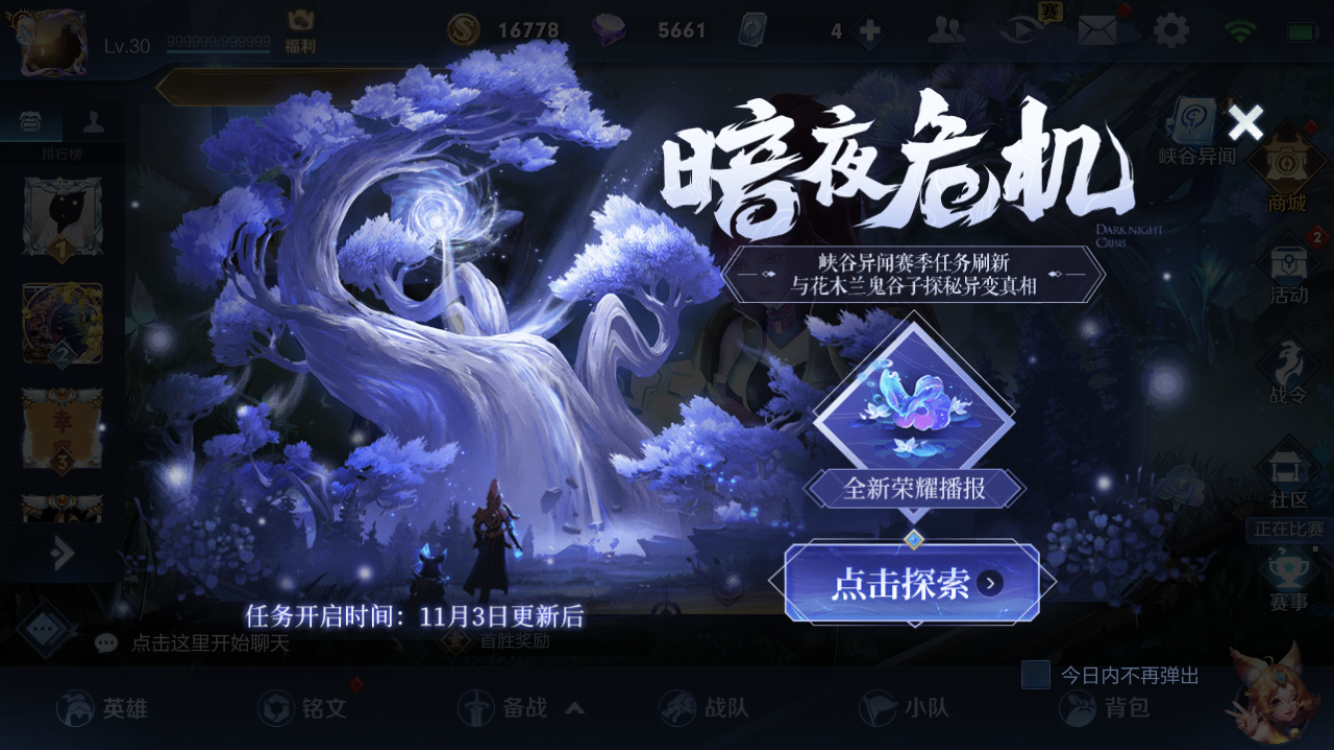 Lv.30
999999/999999
福利
16778
5661
4
赛
排行榜
1
2
幸
3
暗夜危机
DARK NIGHT
CRISIS
峡谷异闻赛季任务刷新
与花木兰鬼谷子探秘异变真相
全新荣耀播报
点击探索
任务开启时间：11月3日更新后
点击这里开始聊天
首胜奖励
峡谷异闻
商城
2
活动
战令
社区
正在比赛
赛事
今日内不再弹出
英雄
铭文
备战
战队
小队
背包